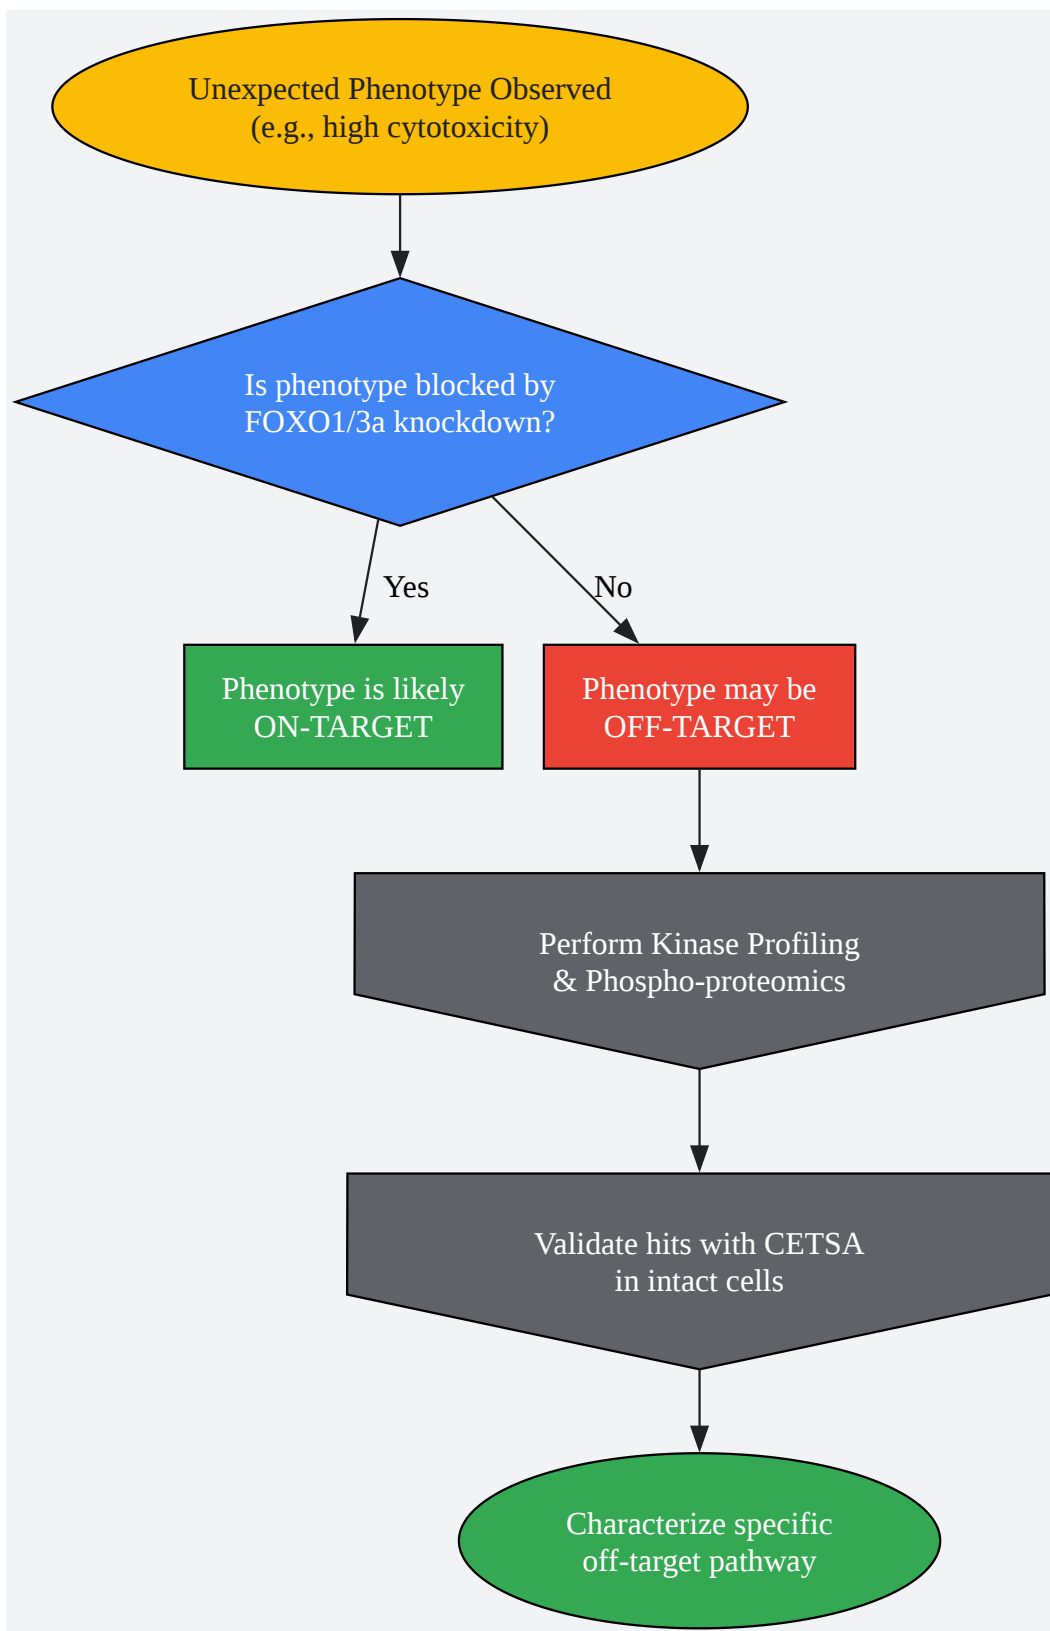 Unexpected Phenotype Observed
(e.g., high cytotoxicity)
Is phenotype blocked by
FOXO1/3a knockdown?
Yes
No
Phenotype is likely
ON-TARGET
Phenotype may be
OFF-TARGET
Perform Kinase Profiling
& Phospho-proteomics
Validate hits with CETSA
in intact cells
Characterize specific
off-target pathway